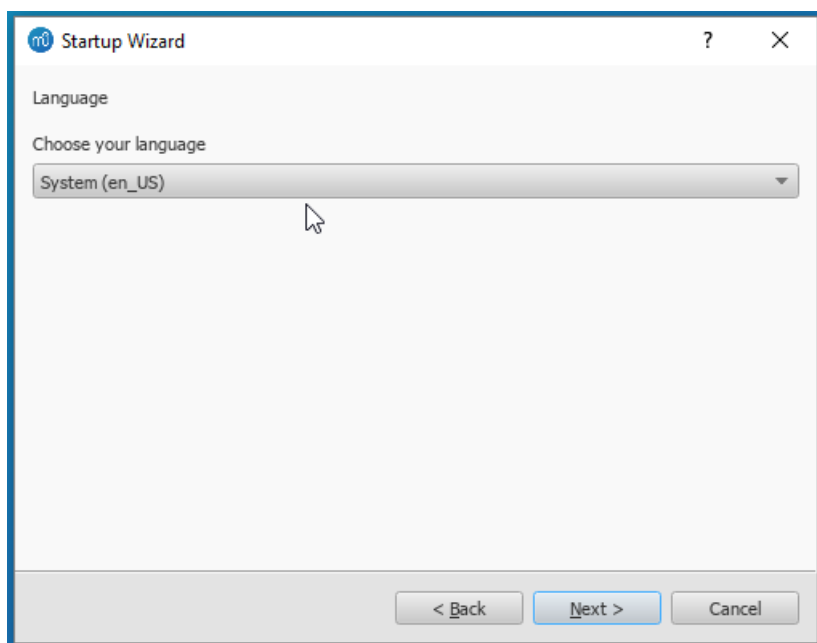 Startup Wizard ?
Language
Choose your language
System (en_US)
< Back Next > Cancel